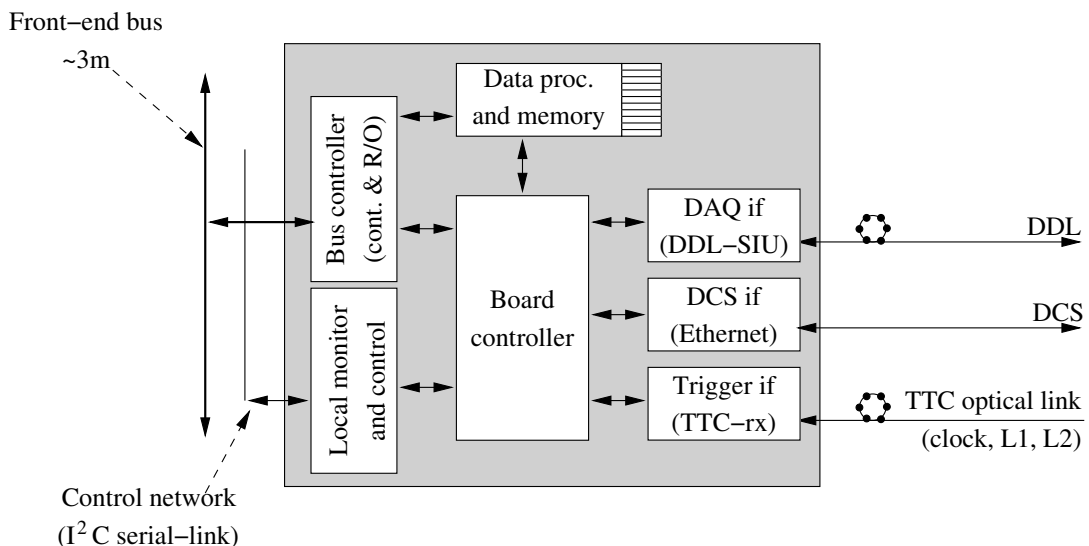 Front−end bus
~3m
Data proc.
and memory
Bus controller
(cont. & R/O)
DAQ if
(DDL−SIU)
DDL
Board
controller
DCS if
(Ethernet)
DCS
Local monitor
and control
Trigger if
(TTC−rx)
TTC optical link
(clock, L1, L2)
Control network
(I² C serial−link)